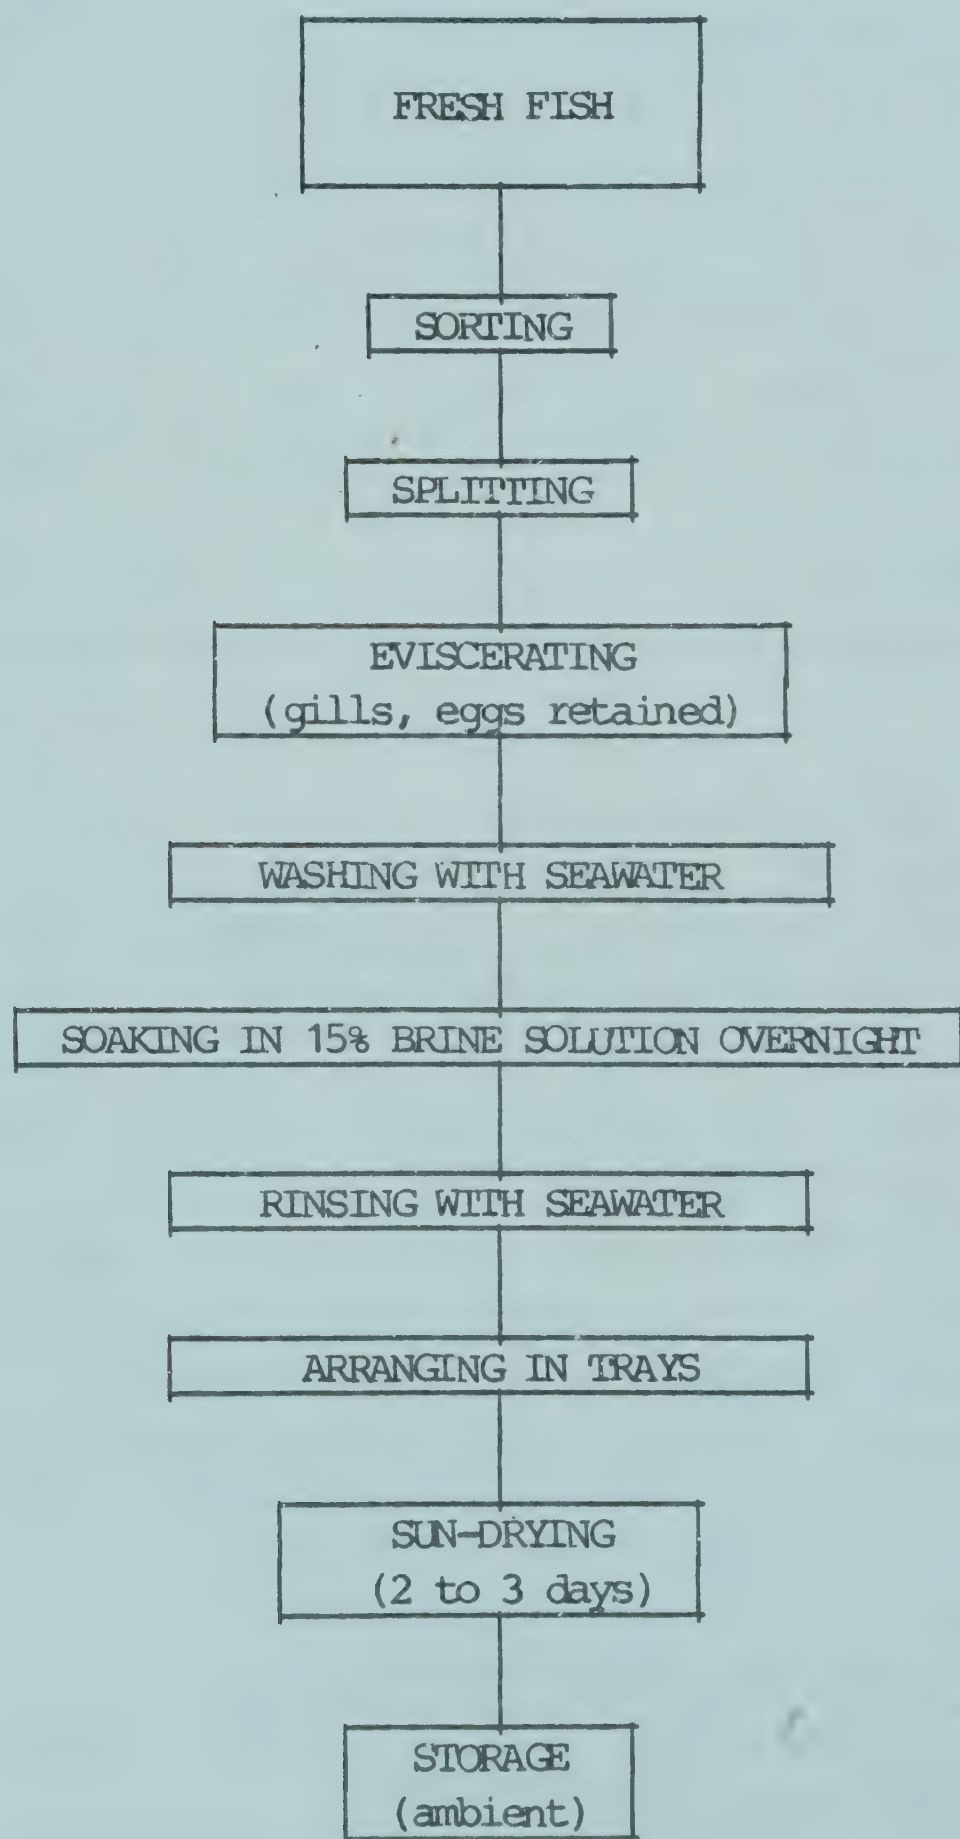 FRESH FISH
SORTING
SPLITTING
EVISCERATING
(gills, eggs retained)
WASHING WITH SEAWATER
SOAKING IN 15% BRINE SOLUTION OVERNIGHT
RINSING WITH SEAWATER
ARRANGING IN TRAYS
SUN-DRYING
(2 to 3 days)
STORAGE
(ambient)